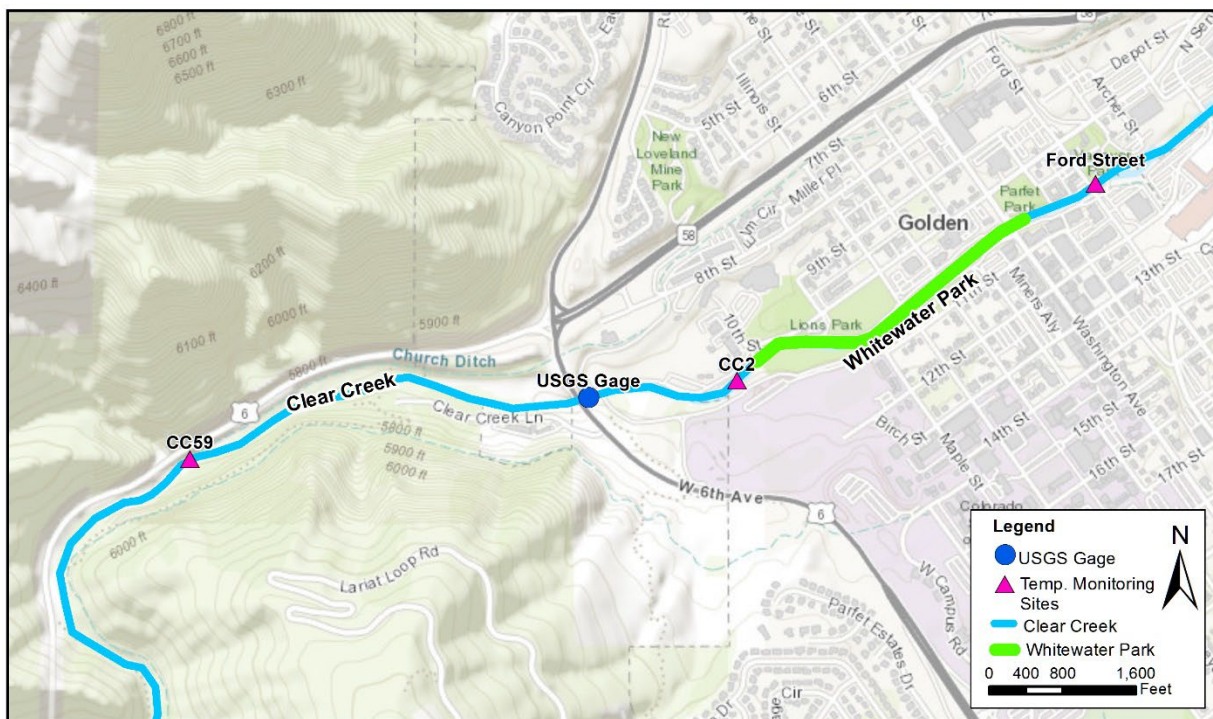 6800 ft
6700 ft
6600 ft
6500 ft
6300 ft
Canyon Point Cir
5th St
Illinois St
6th St
7th St
Ford St
Depot St
Archer St
New
Loveland
Mine
Park
58
Elm Cir
Miller Pl
7th St
8th St
9th St
Golden
Parfet
Park
Ford Street
13th St
6400 ft
6200 ft
6100 ft
6000 ft
5900 ft
5800 ft
Church Ditch
6
Clear Creek
USGS Gage
Clear Creek Ln
10th St
Lions Park
CC2
Whitewater Park
Miners Aly
Washington Ave
12th St
CC59
5800 ft
5900 ft
6000 ft
6000 ft
W 6th Ave
6
Birch St
Maple St
14th St
15th St
16th St
17th St
Colorado
Lariat Loop Rd
W Campus Rd
Parfet Estates Dr
Cir
Legend
N
USGS Gage
Temp. Monitoring
Sites
Clear Creek
Whitewater Park
0 400 800 1,600
Feet